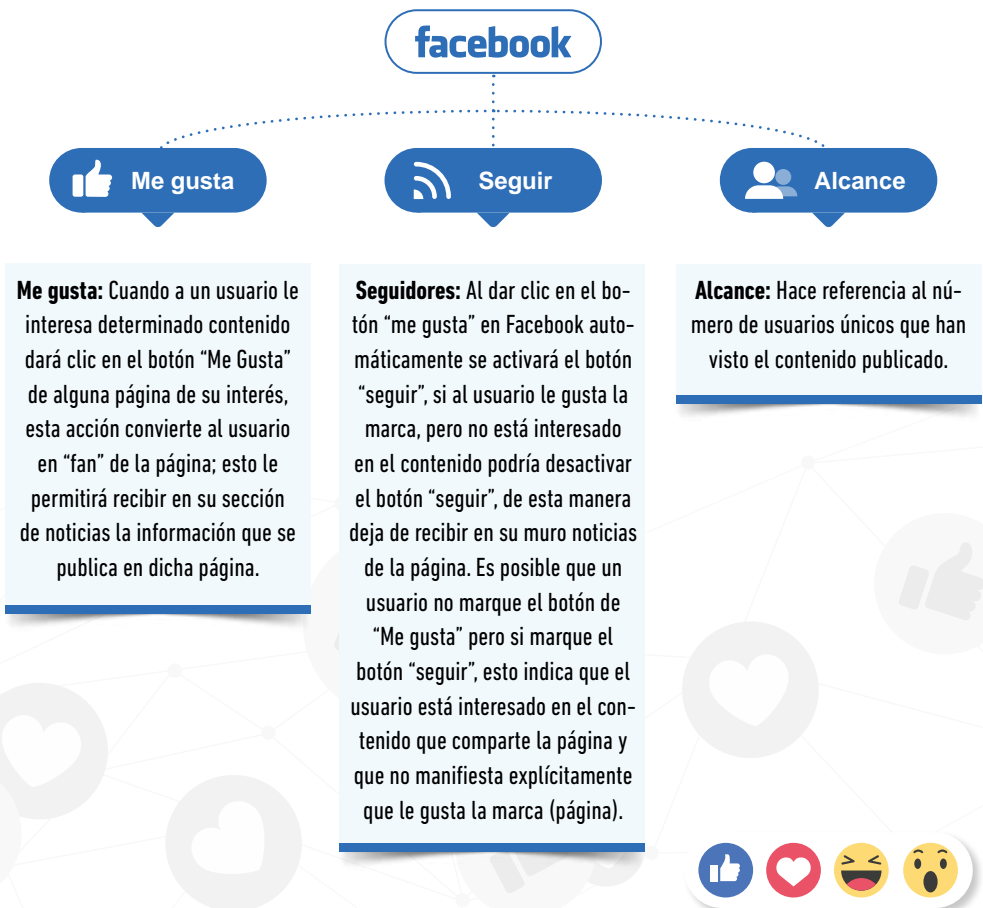 facebook
Me gusta
Seguir
Alcance
Me gusta: Cuando a un usuario le
interesa determinado contenido
dará clic en el botón “Me Gusta”
de alguna página de su interés,
esta acción convierte al usuario
en “fan” de la página; esto le
permitirá recibir en su sección
de noticias la información que se
publica en dicha página.
Seguidores: Al dar clic en el bo-
tón “me gusta” en Facebook auto-
máticamente se activará el botón
“seguir”, si al usuario le gusta la
marca, pero no está interesado
en el contenido podría desactivar
el botón “seguir”, de esta manera
deja de recibir en su muro noticias
de la página. Es posible que un
usuario no marque el botón de
“Me gusta” pero si marque el
botón “seguir”, esto indica que el
usuario está interesado en el con-
tenido que comparte la página y
que no manifiesta explícitamente
que le gusta la marca (página).
Alcance: Hace referencia al nú-
mero de usuarios únicos que han
visto el contenido publicado.